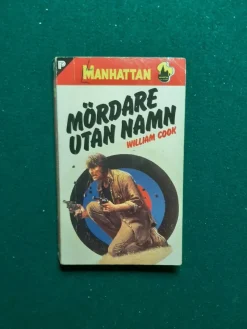 P
MANHATTAN
MÖRDARE
UTAN NAMN
WILLIAM COOK